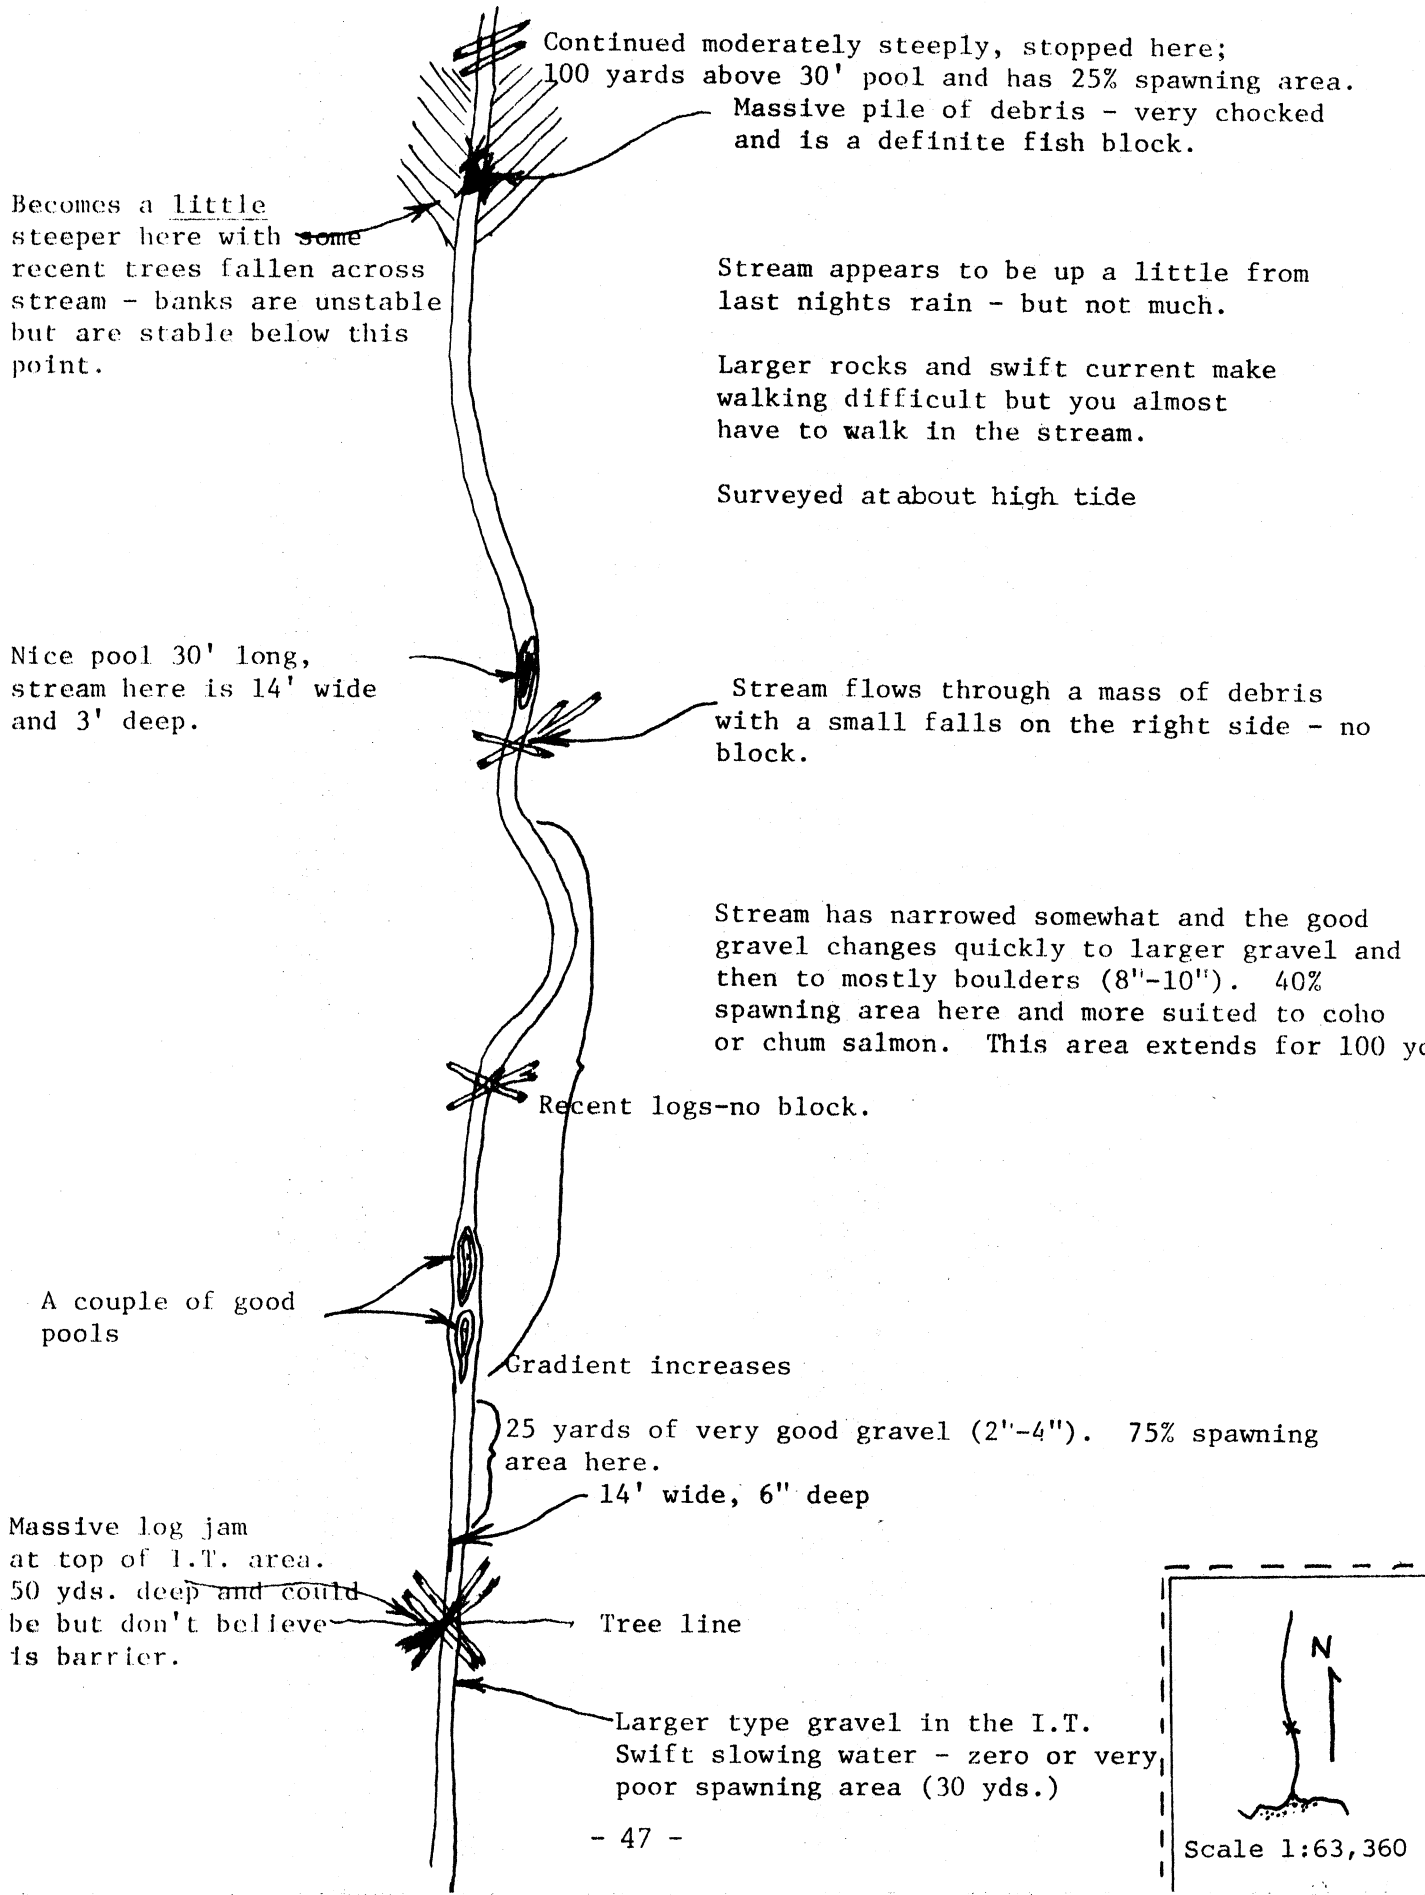 Continued moderately steeply, stopped here;
100 yards above 30' pool and has 25% spawning area.
Massive pile of debris - very chocked
and is a definite fish block.
Becomes a little
steeper here with some
recent trees fallen across
stream - banks are unstable
but are stable below this
point.
Stream appears to be up a little from
last nights rain - but not much.
Larger rocks and swift current make
walking difficult but you almost
have to walk in the stream.
Surveyed at about high tide
Nice pool 30' long,
stream here is 14' wide
and 3' deep.
Stream flows through a mass of debris
with a small falls on the right side - no
block.
Stream has narrowed somewhat and the good
gravel changes quickly to larger gravel and
then to mostly boulders (8"-10"). 40%
spawning area here and more suited to coho
or chum salmon. This area extends for 100
Recent logs-no block.
A couple of good
pools
Gradient increases
25 yards of very good gravel (2"-4"). 75% spawning
area here.
14' wide, 6" deep
Massive log jam
at top of I.T. area.
50 yds. deep and could
be but don't believe
is barrier.
Tree line
Larger type gravel in the I.T.
Swift slowing water - zero or very
poor spawning area (30 yds.)
- 47 -
N
Scale 1:63,360